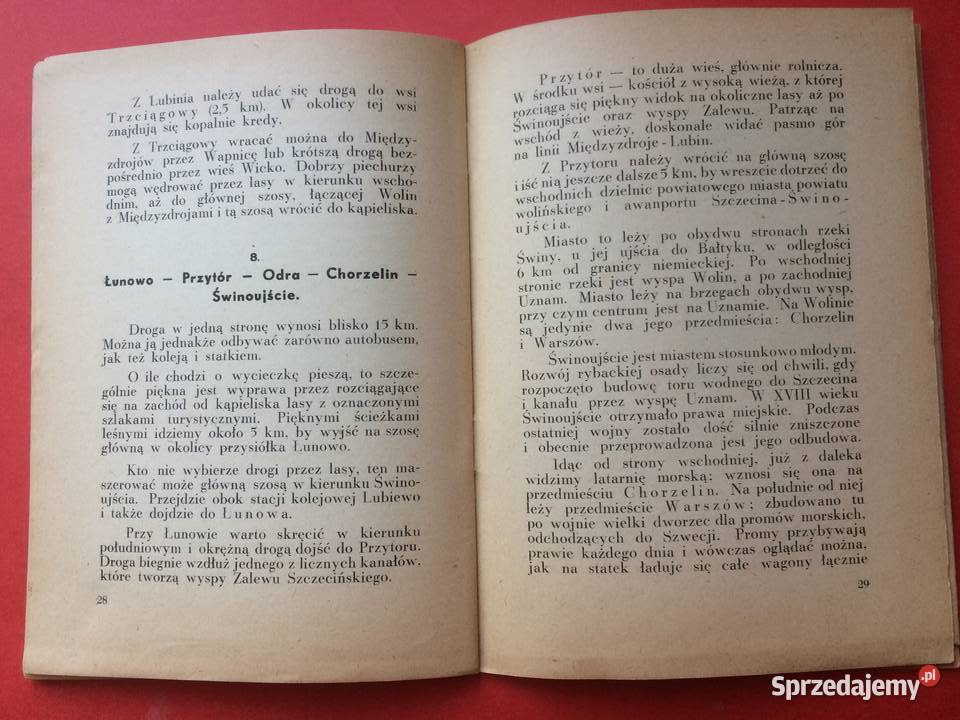 Z Lubinia należy udać się drogą do wsi
Trzciągowy (2,5 km). W okolicy tej wsi
znajdują się kopalnie kredy.
Z Trzciągowy wracać można do Między-
zdrojów przez Wapnicę lub krótszą drogą bez-
pośrednio przez wieś Wicko. Dobrzy piechurzy
mogą wędrować przez lasy w kierunku wscho-
dnim, aż do głównej szosy, łączącej Wolin
z Międzyzdrojami i tą szosą wrócić do kąpieliska.
8.
Łunowo – Przytór – Odra – Chorzelin –
Świnoujście.
Droga w jedną stronę wynosi blisko 15 km.
Można ją jednakże odbywać zarówno autobusem,
jak też koleją i statkiem.
O ile chodzi o wycieczkę pieszą, to szcze-
gólnie piękna jest wyprawa przez rozciągające
się na zachód od kąpieliska lasy z oznaczonymi
szlakami turystycznymi. Pięknymi ścieżkami
leśnymi idziemy około 5 km, by wyjść na szosę
główną w okolicy przysiółka Łunowo.
Kto nie wybierze drogi przez lasy, ten ma-
szerować może główną szosą w kierunku Świno-
ujścia. Przejdzie obok stacji kolejowej Lubiewo
i także dojdzie do Łunowa.
Przy Łunowie warto skręcić w kierunku
południowym i okrężną drogą dojść do Przytoru.
Droga biegnie wzdłuż jednego z licznych kanałów,
które tworzą wyspy Zalewu Szczecińskiego.
28
Przytór — to duża wieś, głównie rolnicza.
W środku wsi — kościół z wysoką wieżą, z której
rozciąga się piękny widok na okoliczne lasy aż po
Świnoujście oraz wyspy Zalewu. Patrząc na
wschód z wieży, doskonale widać pasmo gór
na linii Międzyzdroje - Lubin.
Z Przytoru należy wrócić na główną szosę
i iść nią jeszcze dalsze 5 km, by wreszcie dotrzeć do
wschodnich dzielnic powiatowego miasta powiatu
wolińskiego i awanportu Szczecina-Świno-
ujścia.
Miasto to leży po obydwu stronach rzeki
Świny, u jej ujścia do Bałtyku, w odległości
6 km od granicy niemieckiej. Po wschodniej
stronie rzeki jest wyspa Wolin, a po zachodniej
Uznam. Miasto leży na brzegach obydwu wysp,
przy czym centrum jest na Uznamie. Na Wolinie
są jedynie dwa jego przedmieścia: Chorzelin
i Warszów.
Świnoujście jest miastem stosunkowo młodym.
Rozwój rybackiej osady liczy się od chwili, gdy
rozpoczęto budowę toru wodnego do Szczecina
i kanału przez wyspę Uznam. W XVIII wieku
Świnoujście otrzymało prawa miejskie. Podczas
ostatniej wojny zostało dość silnie zniszczone
i obecnie przeprowadzona jest jego odbudowa.
Idąc od strony wschodniej, już z daleka
widzimy latarnię morską: wznosi się ona na
przedmieściu Chorzelin. Na południe od niej
leży przedmieście Warszów; zbudowano tu
po wojnie wielki dworzec dla promów morskich,
odchodzących do Szwecji. Promy przybywają
prawie każdego dnia i wówczas oglądać można,
jak na statek ładuje się całe wagony łącznie
29
Sprzedajemy.pl